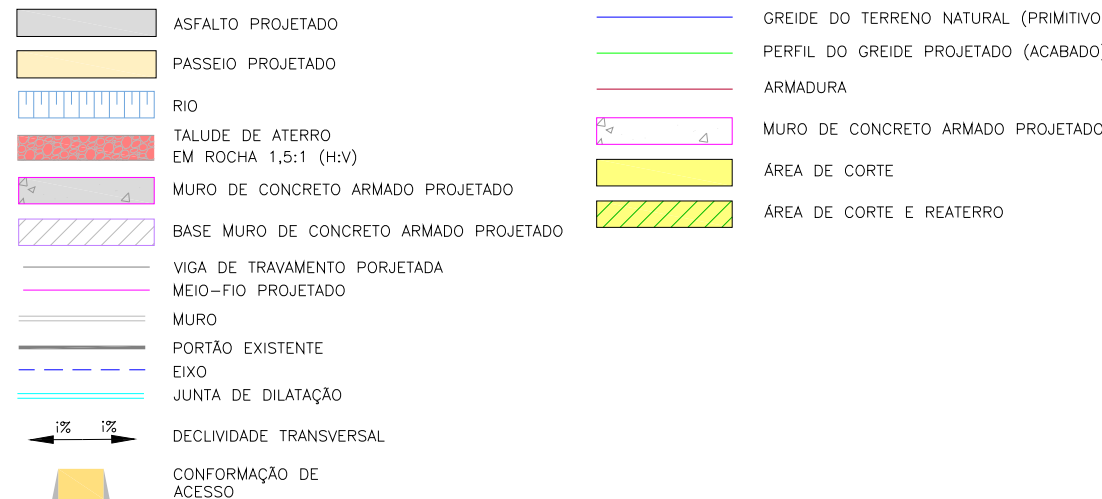 ASFALTO PROJETADO
PASSEIO PROJETADO
RIO
TALUDE DE ATERRO
EM ROCHA 1,5:1 (H:V)
MURO DE CONCRETO ARMADO PROJETADO
BASE MURO DE CONCRETO ARMADO PROJETADO
VIGA DE TRAVAMENTO PORJETADA
MEIO-FIO PROJETADO
MURO
PORTÃO EXISTENTE
EIXO
JUNTA DE DILATAÇÃO
i% i%
DECLIVIDADE TRANSVERSAL
CONFORMAÇÃO DE
ACESSO
GREIDE DO TERRENO NATURAL (PRIMITIVO
PERFIL DO GREIDE PROJETADO (ACABADO)
ARMADURA
MURO DE CONCRETO ARMADO PROJETADO
ÁREA DE CORTE
ÁREA DE CORTE E REATERRO